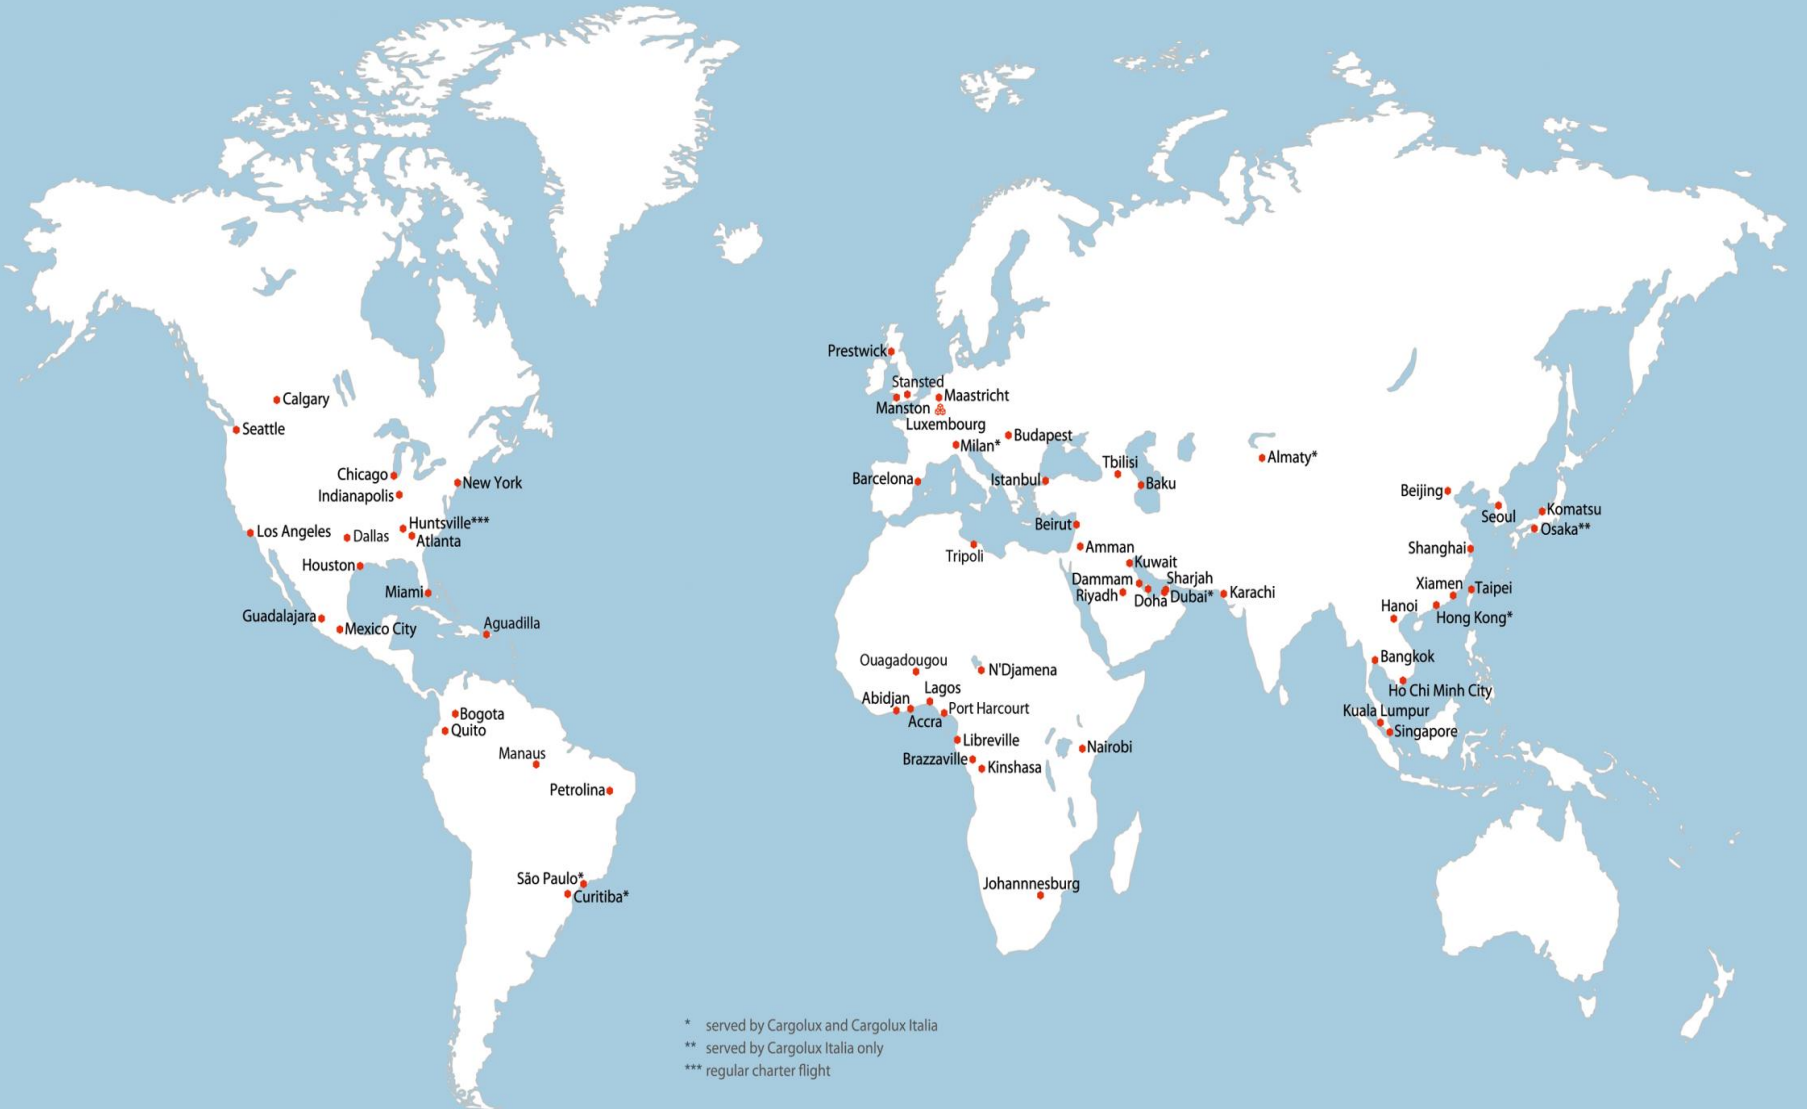 Prestwick
Stansted
Maastricht
Manston
Luxembourg
Calgary
Seattle
Budapest
Milan*
Almaty*
Tbilisi
Chicago
New York
Barcelona
Istanbul
Baku
Indianapolis
Beijing
Huntsville***
Komatsu
Seoul
Los Angeles
Dallas
Atlanta
Beirut
Osaka**
Tripoli
Amman
Shanghai
Houston
Kuwait
Dammam
Sharjah
Xiamen
Taipei
Miami
Riyadh
Doha
Dubai*
Karachi
Hanoi
Guadalajara
Mexico City
Aguadilla
Hong Kong*
Ouagadougou
N'Djamena
Bangkok
Lagos
Ho Chi Minh City
Abidjan
Port Harcourt
Accra
Kuala Lumpur
Bogota
Quito
Singapore
Libreville
Nairobi
Manaus
Brazzaville
Kinshasa
Petrolina
São Paulo*
Curitiba*
Johannnesburg
* served by Cargolux and Cargolux Italia
** served by Cargolux Italia only
*** regular charter flight